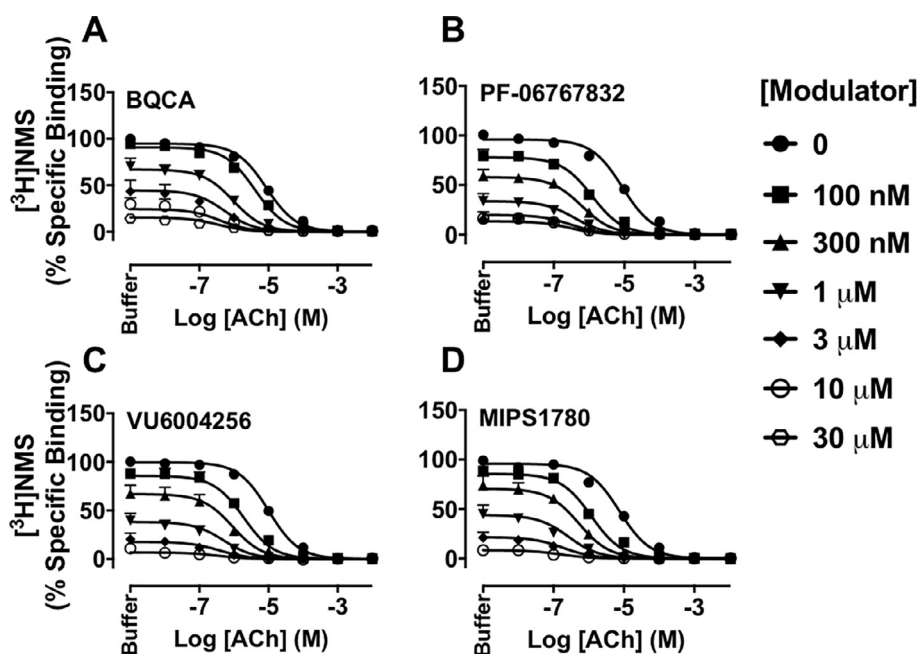 A
BQCA
[³H]NMS
(% Specific Binding)
150
100
50
0
Buffer
-7
-5
-3
Log [ACh] (M)
B
PF-06767832
150
100
50
0
Buffer
-7
-5
-3
Log [ACh] (M)
[Modulator]
0
100 nM
300 nM
1 μM
3 μM
10 μM
30 μM
C
VU6004256
[³H]NMS
(% Specific Binding)
150
100
50
0
Buffer
-7
-5
-3
Log [ACh] (M)
D
MIPS1780
150
100
50
0
Buffer
-7
-5
-3
Log [ACh] (M)